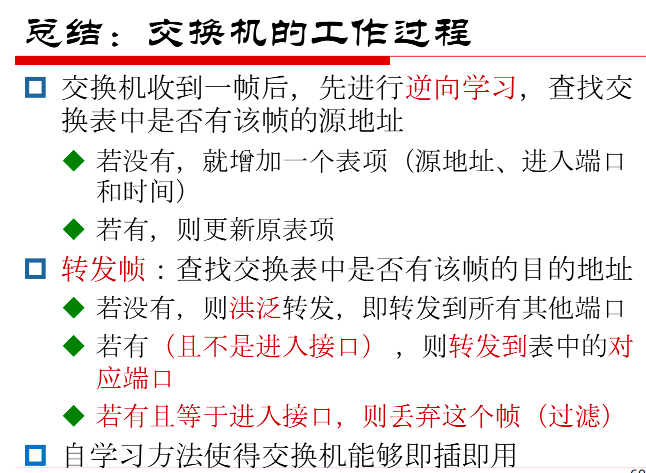 总结：交换机的工作过程
交换机收到一帧后，先进行逆向学习，查找交
换表中是否有该帧的源地址
若没有，就增加一个表项（源地址、进入端口
和时间）
若有，则更新原表项
转发帧：查找交换表中是否有该帧的目的地址
若没有，则洪泛转发，即转发到所有其他端口
若有（且不是进入接口），则转发到表中的对
应端口
若有且等于进入接口，则丢弃这个帧（过滤）
自学习方法使得交换机能够即插即用